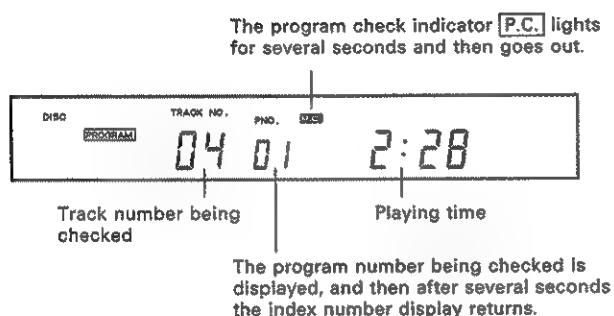 The program check indicator P.C. lights
for several seconds and then goes out.
DISC
PROGRAM
TRACK NO.
PNO.
P.C.
04
01
2:28
Track number being
checked
Playing time
The program number being checked is
displayed, and then after several seconds
the index number display returns.